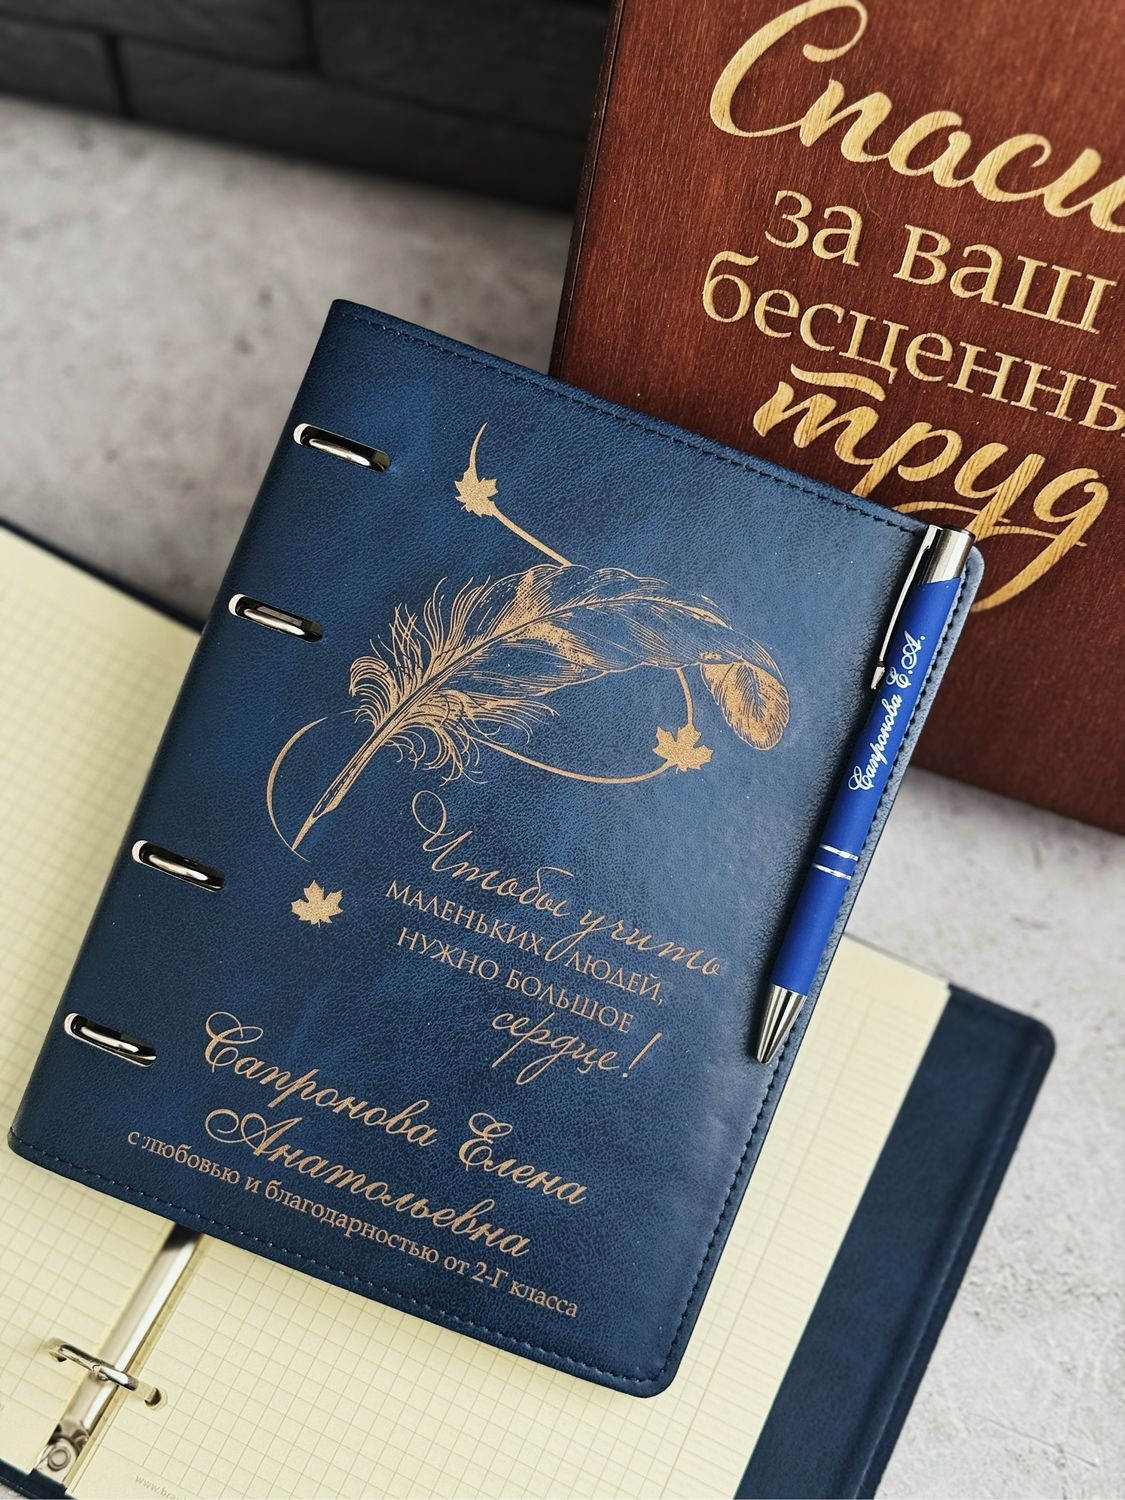 Спаси
за ваш
бесценны
труд
Сапронова Е.А.
Чтобы учить
МАЛЕНЬКИХ ЛЮДЕЙ,
НУЖНО БОЛЬШОЕ
сердце!
Сапронова Елена
Анатольевна
с любовью и благодарностью от 2-Г класса